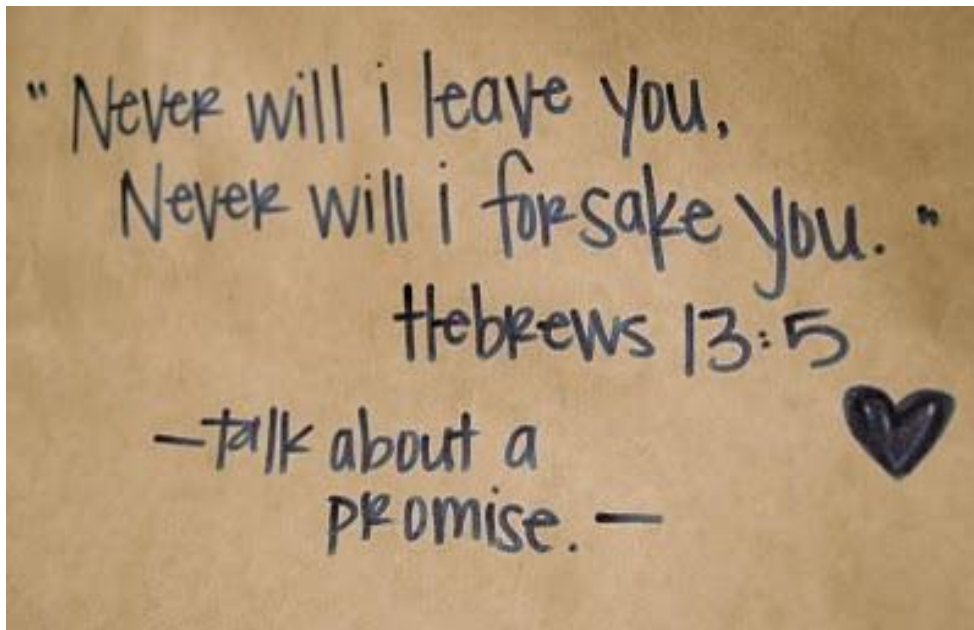 "Never will i leave you,
Never will i forsake you."
Hebrews 13:5
-talk about a
promise.-